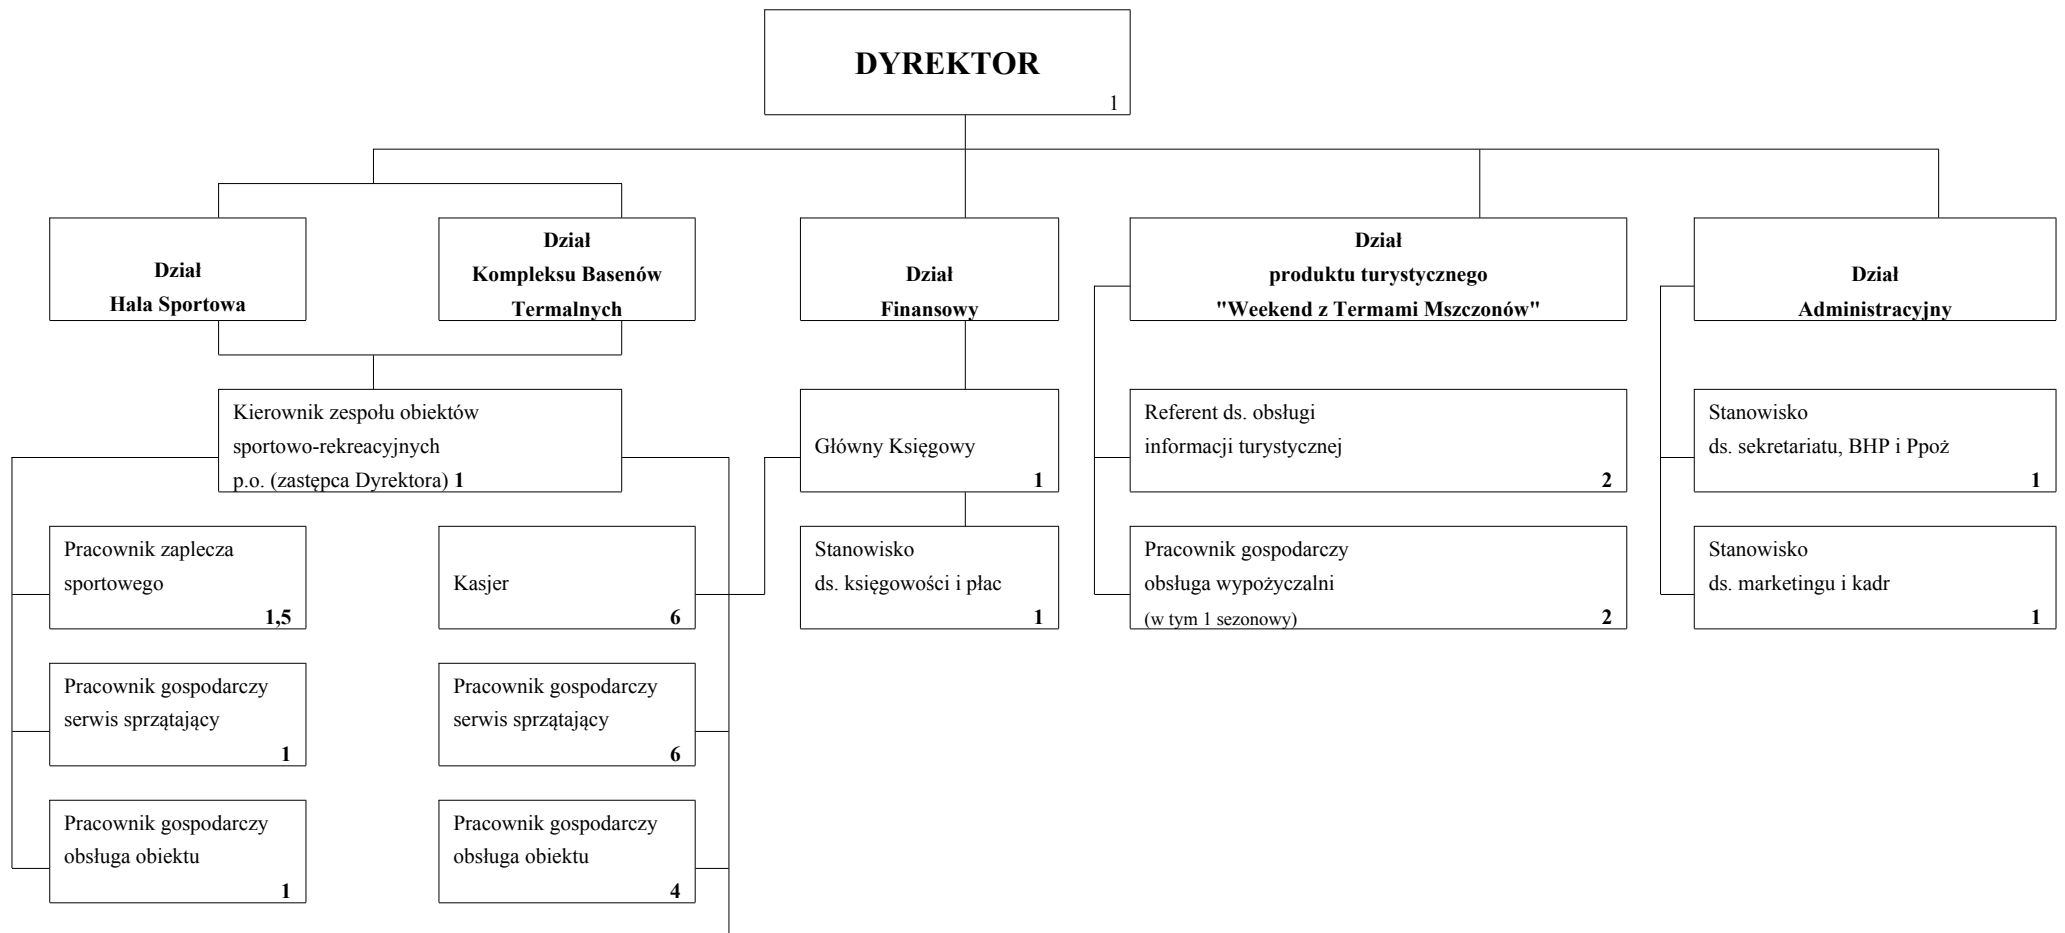 DYREKTOR
1
Dział
Hala Sportowa
Dział
Kompleksu Basenów
Termalnych
Dział
Finansowy
Dział
produktu turystycznego
"Weekend z Termami Mszczonów"
Dział
Administracyjny
Kierownik zespołu obiektów
sportowo-rekreacyjnych
p.o. (zastępca Dyrektora) 1
Główny Księgowy
1
Referent ds. obsługi
informacji turystycznej
2
Stanowisko
ds. sekretariatu, BHP i Ppoż
1
Pracownik zaplecza
sportowego
1,5
Kasjer
6
Stanowisko
ds. księgowości i płac
1
Pracownik gospodarczy
obsługa wypożyczalni
(w tym 1 sezonowy) 2
Stanowisko
ds. marketingu i kadr
1
Pracownik gospodarczy
serwis sprzątający
1
Pracownik gospodarczy
serwis sprzątający
6
Pracownik gospodarczy
obsługa obiektu
1
Pracownik gospodarczy
obsługa obiektu
4